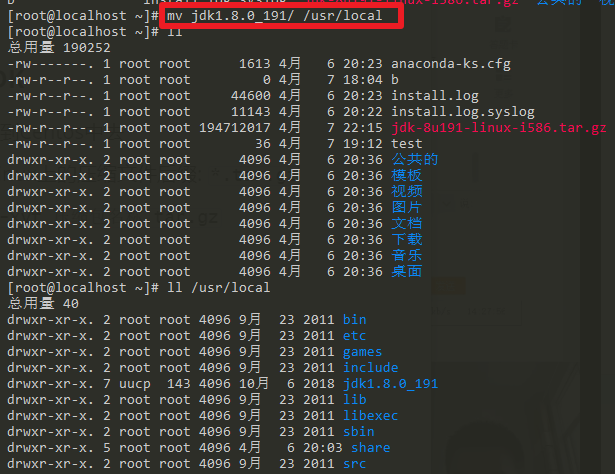 [root@localhost ~]# mv jdk1.8.0_191/ /usr/local
[root@localhost ~]# ll
总用量 190252
-rw-------. 1 root root      1613 4月   6 20:23 anaconda-ks.cfg
-rw-r--r--. 1 root root         0 4月   7 18:04 b
-rw-r--r--. 1 root root     44600 4月   6 20:23 install.log
-rw-r--r--. 1 root root     11143 4月   6 20:22 install.log.syslog
-rw-r--r--. 1 root root 194712017 4月   7 22:15 jdk-8u191-linux-i586.tar.gz
-rw-r--r--. 1 root root        36 4月   7 19:12 test
drwxr-xr-x. 2 root root      4096 4月   6 20:36 公共的
drwxr-xr-x. 2 root root      4096 4月   6 20:36 模板
drwxr-xr-x. 2 root root      4096 4月   6 20:36 视频
drwxr-xr-x. 2 root root      4096 4月   6 20:36 图片
drwxr-xr-x. 2 root root      4096 4月   6 20:36 文档
drwxr-xr-x. 2 root root      4096 4月   6 20:36 下载
drwxr-xr-x. 2 root root      4096 4月   6 20:36 音乐
drwxr-xr-x. 2 root root      4096 4月   6 20:36 桌面
[root@localhost ~]# ll /usr/local
总用量 40
drwxr-xr-x. 2 root root 4096 9月  23 2011 bin
drwxr-xr-x. 2 root root 4096 9月  23 2011 etc
drwxr-xr-x. 2 root root 4096 9月  23 2011 games
drwxr-xr-x. 2 root root 4096 9月  23 2011 include
drwxr-xr-x. 7 uucp  143 4096 10月  6 2018 jdk1.8.0_191
drwxr-xr-x. 2 root root 4096 9月  23 2011 lib
drwxr-xr-x. 2 root root 4096 9月  23 2011 libexec
drwxr-xr-x. 2 root root 4096 9月  23 2011 sbin
drwxr-xr-x. 5 root root 4096 4月   6 20:03 share
drwxr-xr-x. 2 root root 4096 9月  23 2011 src